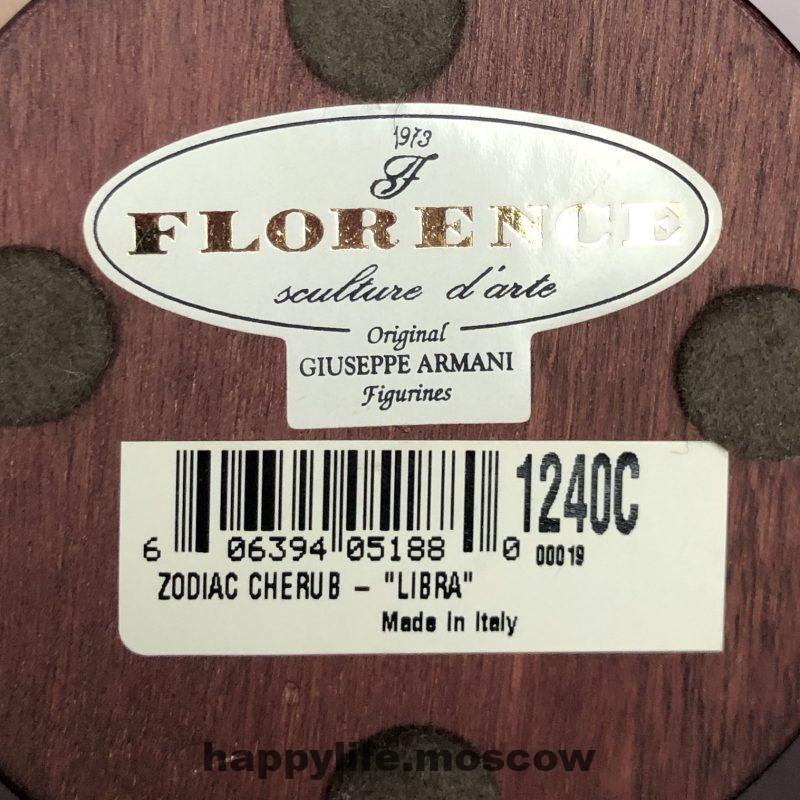 1973
F
FLORENCE
sculture d'arte
Original
GIUSEPPE ARMANI
Figurines
1240C
6 06394 05188 0 00019
ZODIAC CHERUB - "LIBRA"
Made In Italy
happylife.moscow